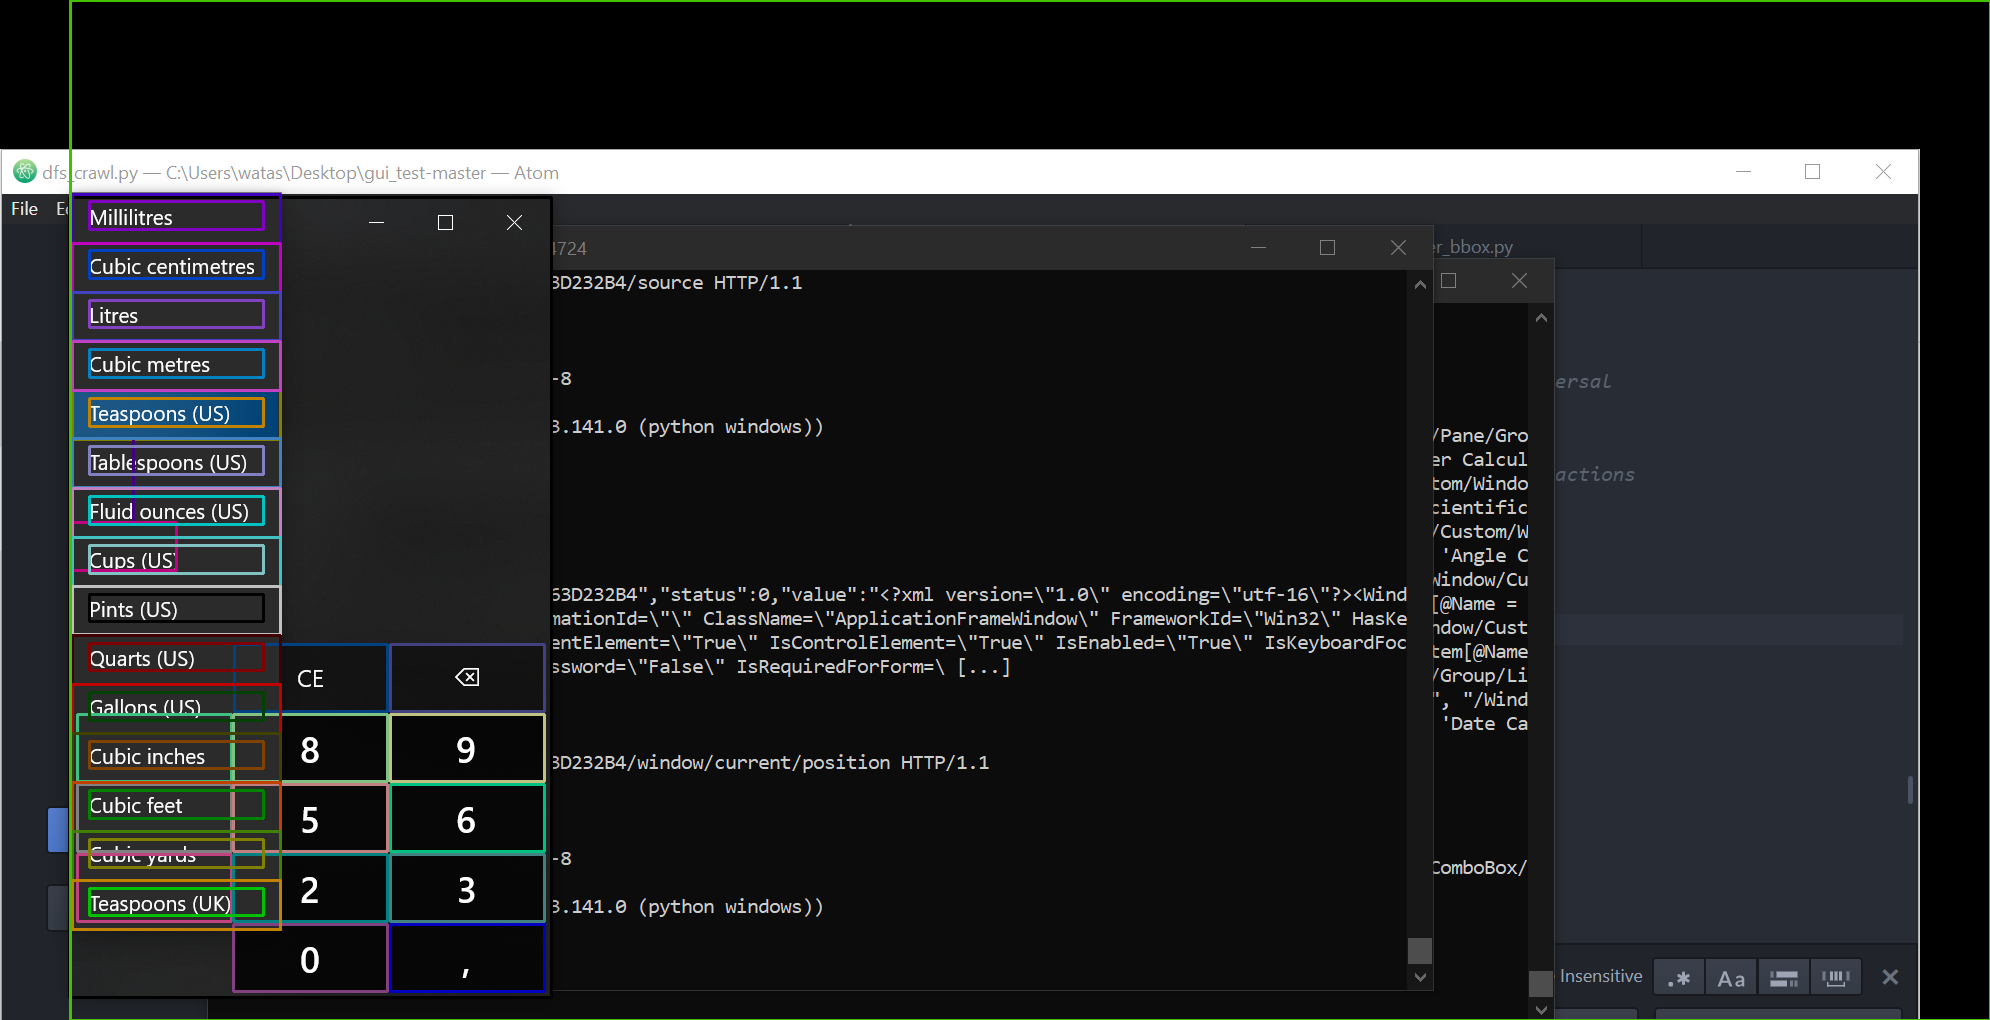 dfs_crawl.py — C:\Users\watas\Desktop\gui_test-master — Atom
File
Millilitres
Cubic centimetres
Litres
Cubic metres
Teaspoons (US)
Tablespoons (US)
Fluid ounces (US)
Cups (US)
Pints (US)
Quarts (US)
Gallons (US)
Cubic inches
Cubic feet
Cubic yards
Teaspoons (UK)
CE
8
9
5
6
2
3
0
,
4724
3D232B4/source HTTP/1.1
-8
3.141.0 (python windows))
63D232B4","status":0,"value":"<?xml version=\"1.0\" encoding=\"utf-16\"?><Wind
mationId=\"\" ClassName=\"ApplicationFrameWindow\" FrameworkId=\"Win32\" HasKe
entElement=\"True\" IsControlElement=\"True\" IsEnabled=\"True\" IsKeyboardFoc
ssword=\"False\" IsRequiredForForm=\ [...]
3D232B4/window/current/position HTTP/1.1
-8
3.141.0 (python windows))
er_bbox.py
/Pane/Gro
er Calcul
tom/Windo
cientific
/Custom/W
'Angle C
Window/Cu
[@Name =
ndow/Cust
tem[@Name
/Group/Li
", "/Wind
'Date Ca
ComboBox/
ersal
actions
Insensitive
.*
Aa